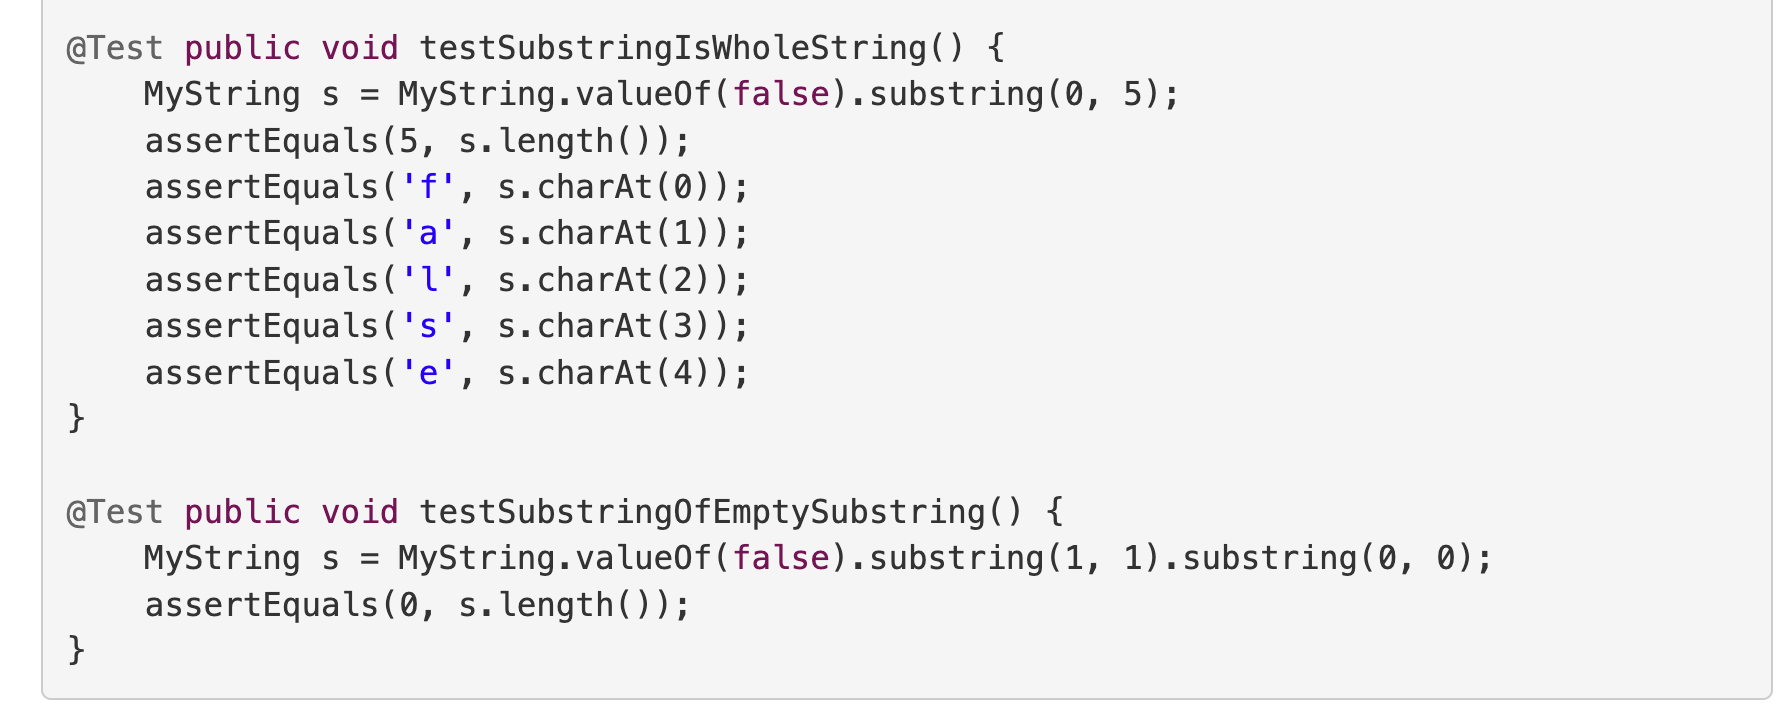 @Test public void testSubstringIsWholeString() {
    MyString s = MyString.valueOf(false).substring(0, 5);
    assertEquals(5, s.length());
    assertEquals('f', s.charAt(0));
    assertEquals('a', s.charAt(1));
    assertEquals('l', s.charAt(2));
    assertEquals('s', s.charAt(3));
    assertEquals('e', s.charAt(4));
}

@Test public void testSubstringOfEmptySubstring() {
    MyString s = MyString.valueOf(false).substring(1, 1).substring(0, 0);
    assertEquals(0, s.length());
}